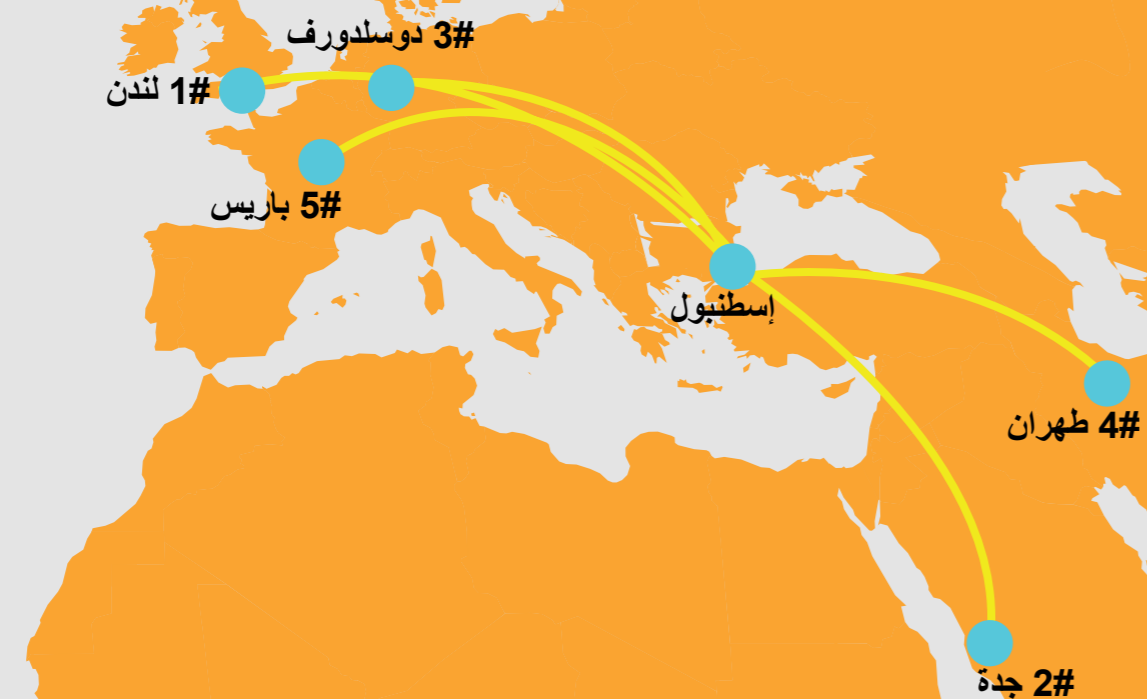 #3 دوسلدورف
#1 لندن
#5 باريس
إسطنبول
#4 طهران
#2 جدة